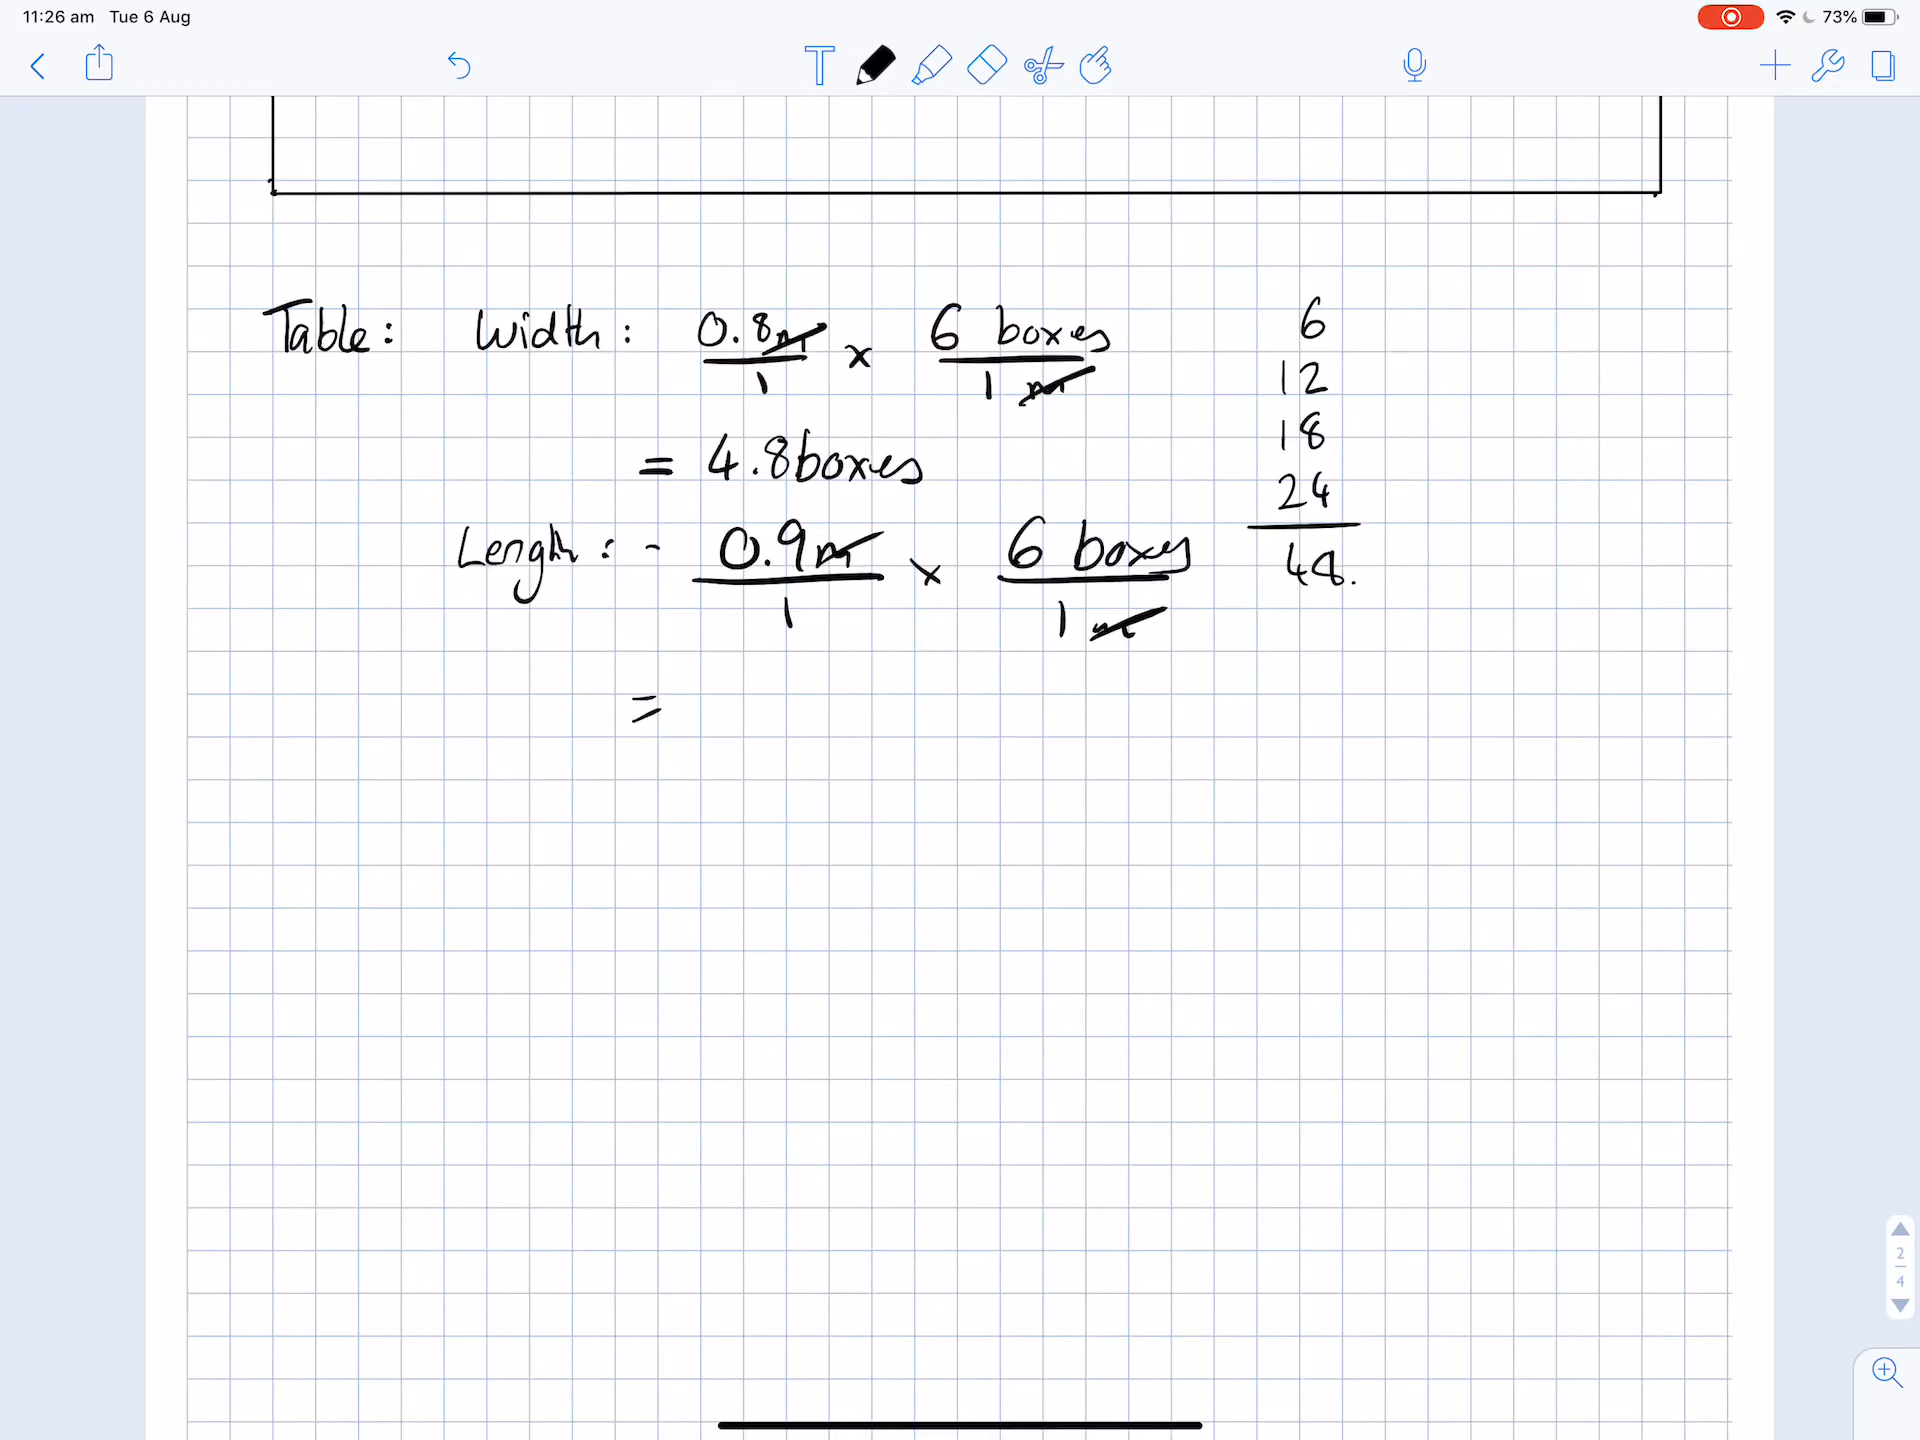 11:26 am Tue 6 Aug
73%
T
Table: Width: 0.8m x 6 boxes
1 1 m
= 4.8boxes
Length: - 0.9m x 6 boxes
1 1 m
=
6
12
18
24
48.
2
4